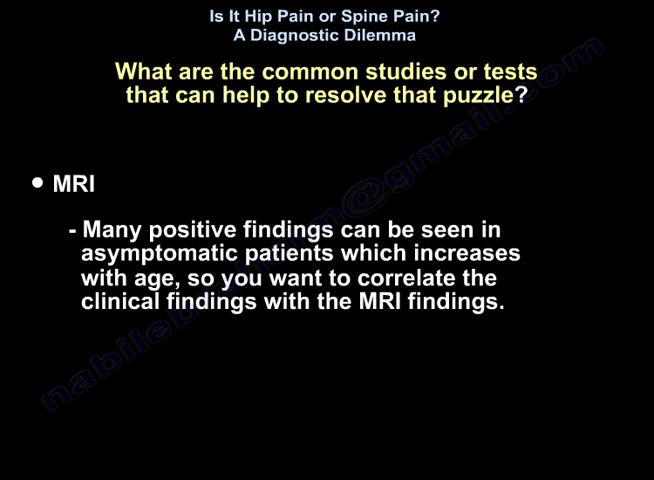 Is It Hip Pain or Spine Pain?
A Diagnostic Dilemma
What are the common studies or tests
that can help to resolve that puzzle?
• MRI
- Many positive findings can be seen in
asymptomatic patients which increases
with age, so you want to correlate the
clinical findings with the MRI findings.